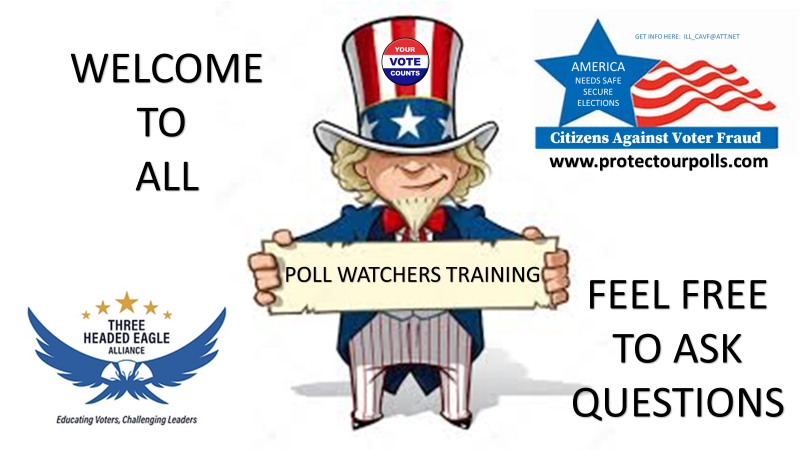 WELCOME
TO
ALL
YOUR
VOTE
COUNTS
GET INFO HERE: ILL_CAVF@ATT.NET
AMERICA
NEEDS SAFE
SECURE
ELECTIONS
Citizens Against Voter Fraud
www.protectourpolls.com
POLL WATCHERS TRAINING
THREE
HEADED EAGLE
ALLIANCE
Educating Voters, Challenging Leaders
FEEL FREE
TO ASK
QUESTIONS